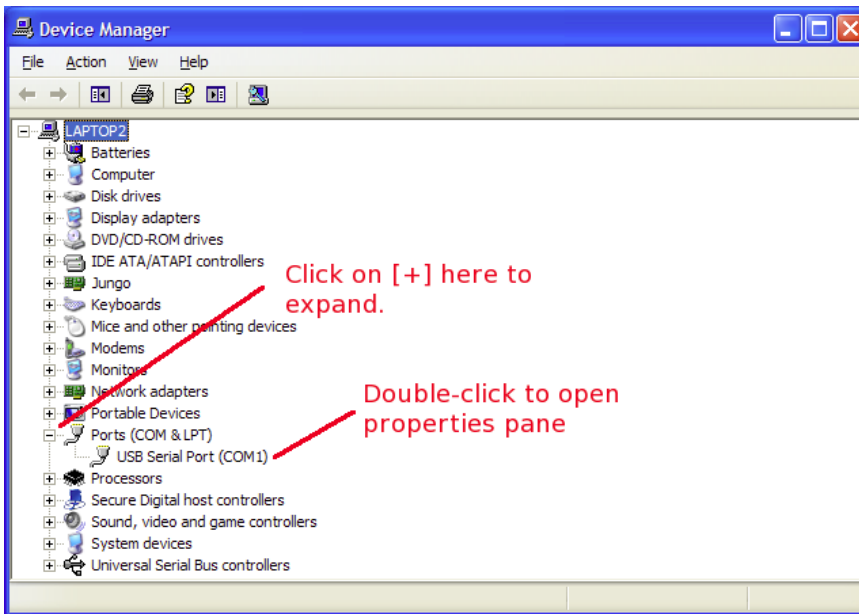 Device Manager
File Action View Help
LAPTOP2
Batteries
Computer
Disk drives
Display adapters
DVD/CD-ROM drives
IDE ATA/ATAPI controllers
Click on [+] here to
expand.
Jungo
Keyboards
Mice and other pointing devices
Modems
Monitors
Network adapters
Double-click to open
properties pane
Portable Devices
Ports (COM & LPT)
USB Serial Port (COM1)
Processors
Secure Digital host controllers
Sound, video and game controllers
System devices
Universal Serial Bus controllers